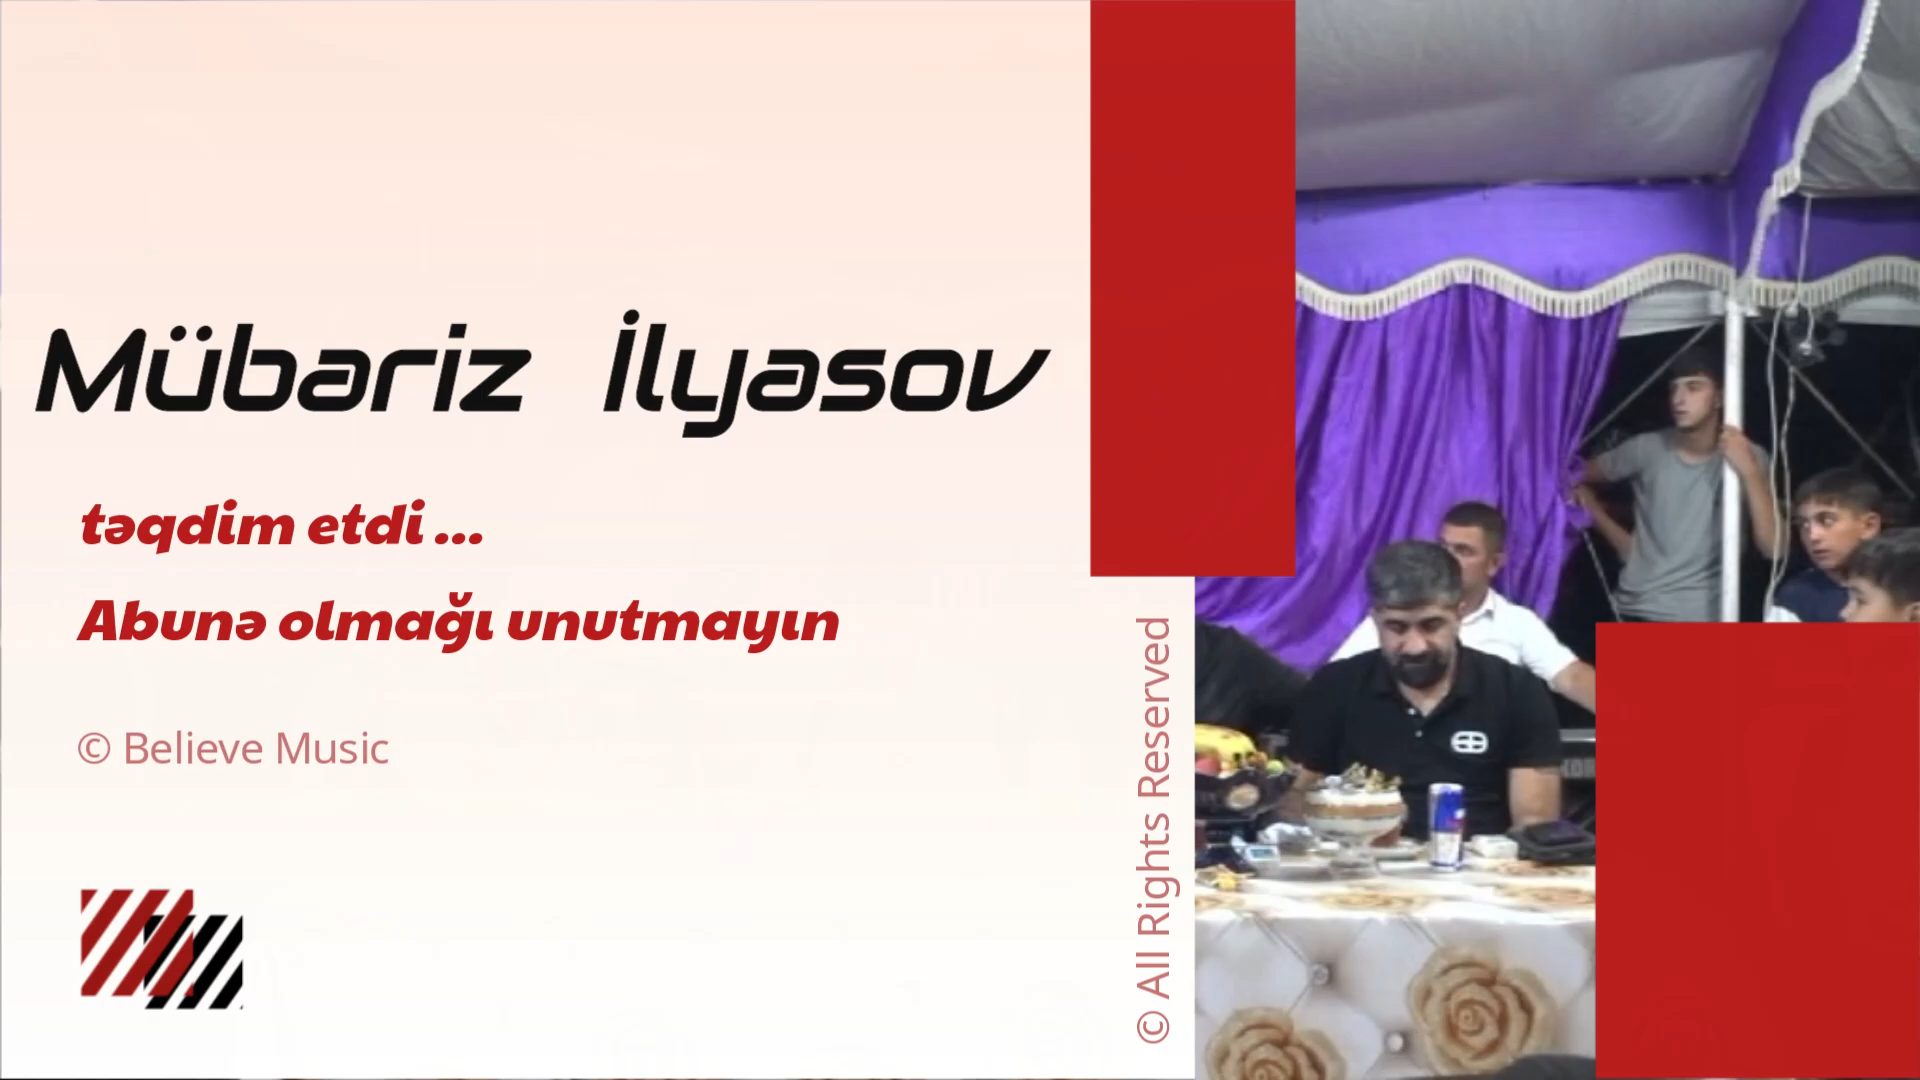 Mübariz İlyasov
təqdim etdi ...
Abunə olmağı unutmayın
© Believe Music
© All Rights Reserved